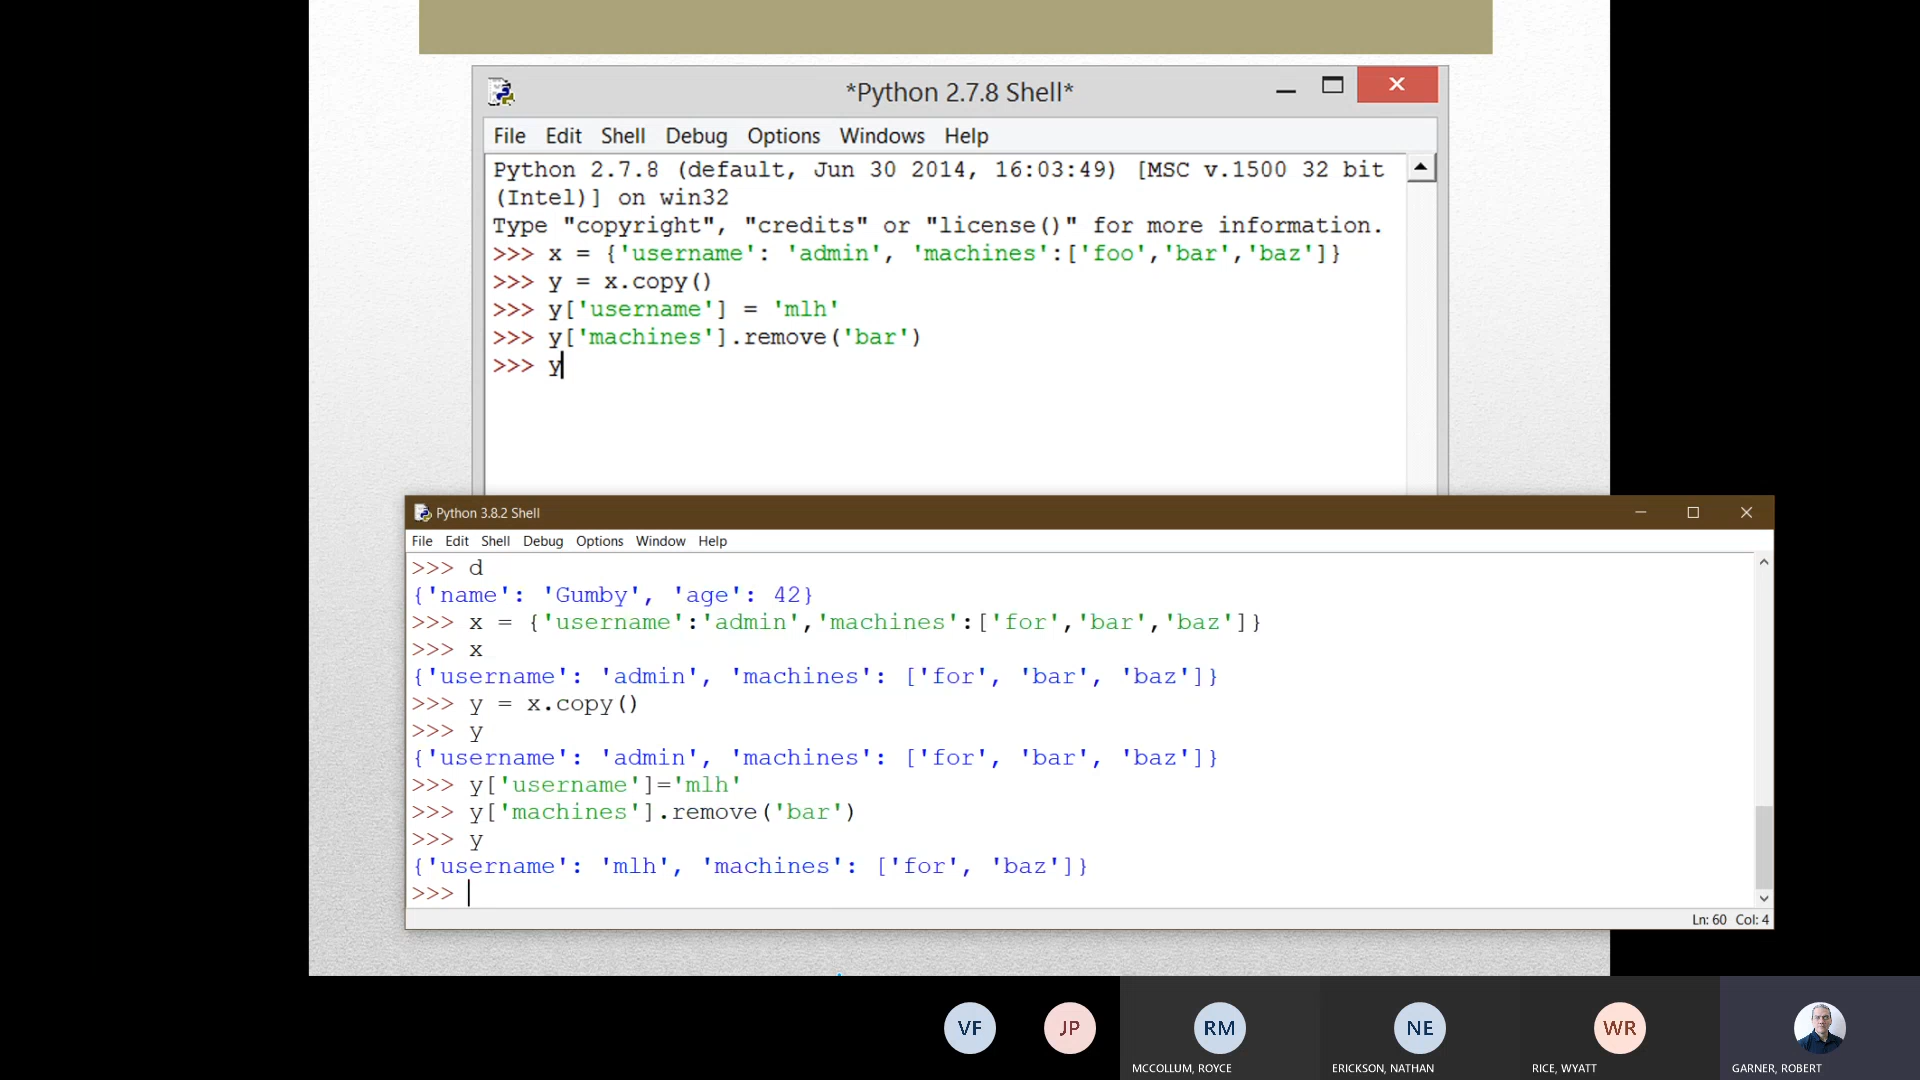 *Python 2.7.8 Shell*
File Edit Shell Debug Options Windows Help
Python 2.7.8 (default, Jun 30 2014, 16:03:49) [MSC v.1500 32 bit
(Intel)] on win32
Type "copyright", "credits" or "license()" for more information.
>>> x = {'username': 'admin', 'machines':['foo','bar','baz']}
>>> y = x.copy()
>>> y['username'] = 'mlh'
>>> y['machines'].remove('bar')
>>> y
Python 3.8.2 Shell
File Edit Shell Debug Options Window Help
>>> d
{'name': 'Gumby', 'age': 42}
>>> x = {'username':'admin','machines':['for','bar','baz']}
>>> x
{'username': 'admin', 'machines': ['for', 'bar', 'baz']}
>>> y = x.copy()
>>> y
{'username': 'admin', 'machines': ['for', 'bar', 'baz']}
>>> y['username']='mlh'
>>> y['machines'].remove('bar')
>>> y
{'username': 'mlh', 'machines': ['for', 'baz']}
>>>
Ln: 60 Col: 4
VF JP RM NE WR
MCCOLLUM, ROYCE ERICKSON, NATHAN RICE, WYATT GARNER, ROBERT